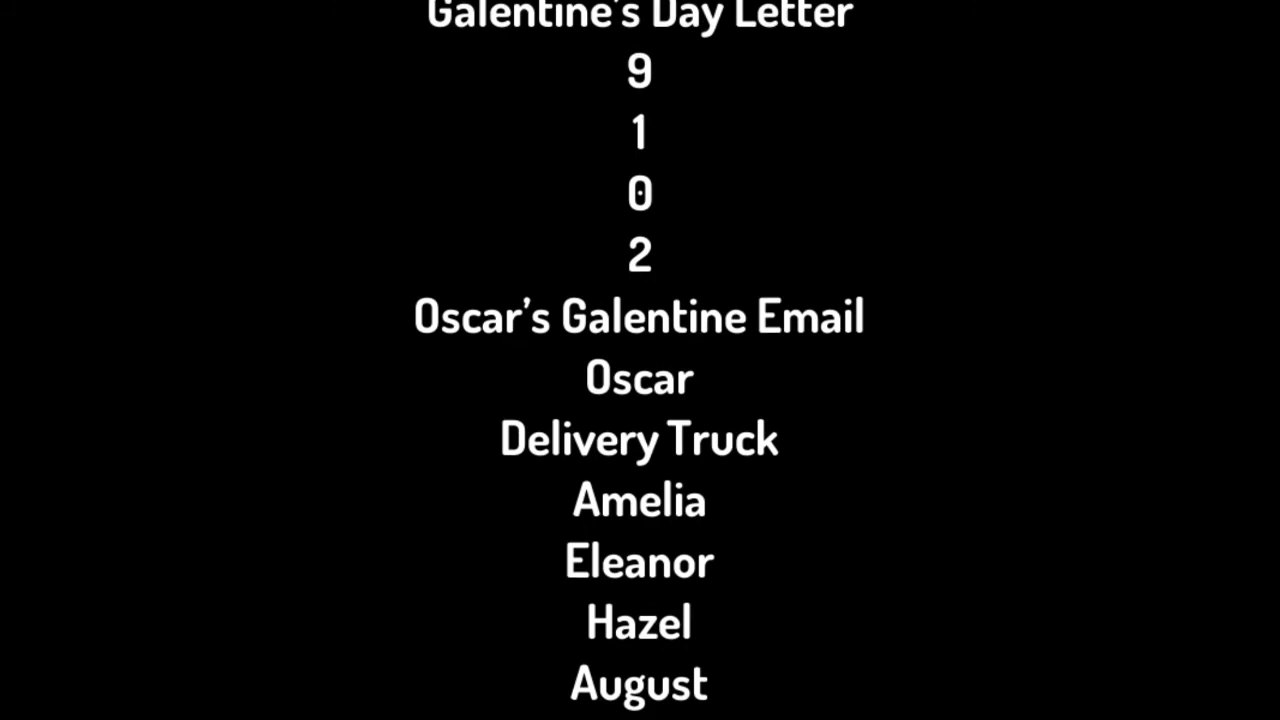 Galentine’s Day Letter
9
1
0
2
Oscar’s Galentine Email
Oscar
Delivery Truck
Amelia
Eleanor
Hazel
August